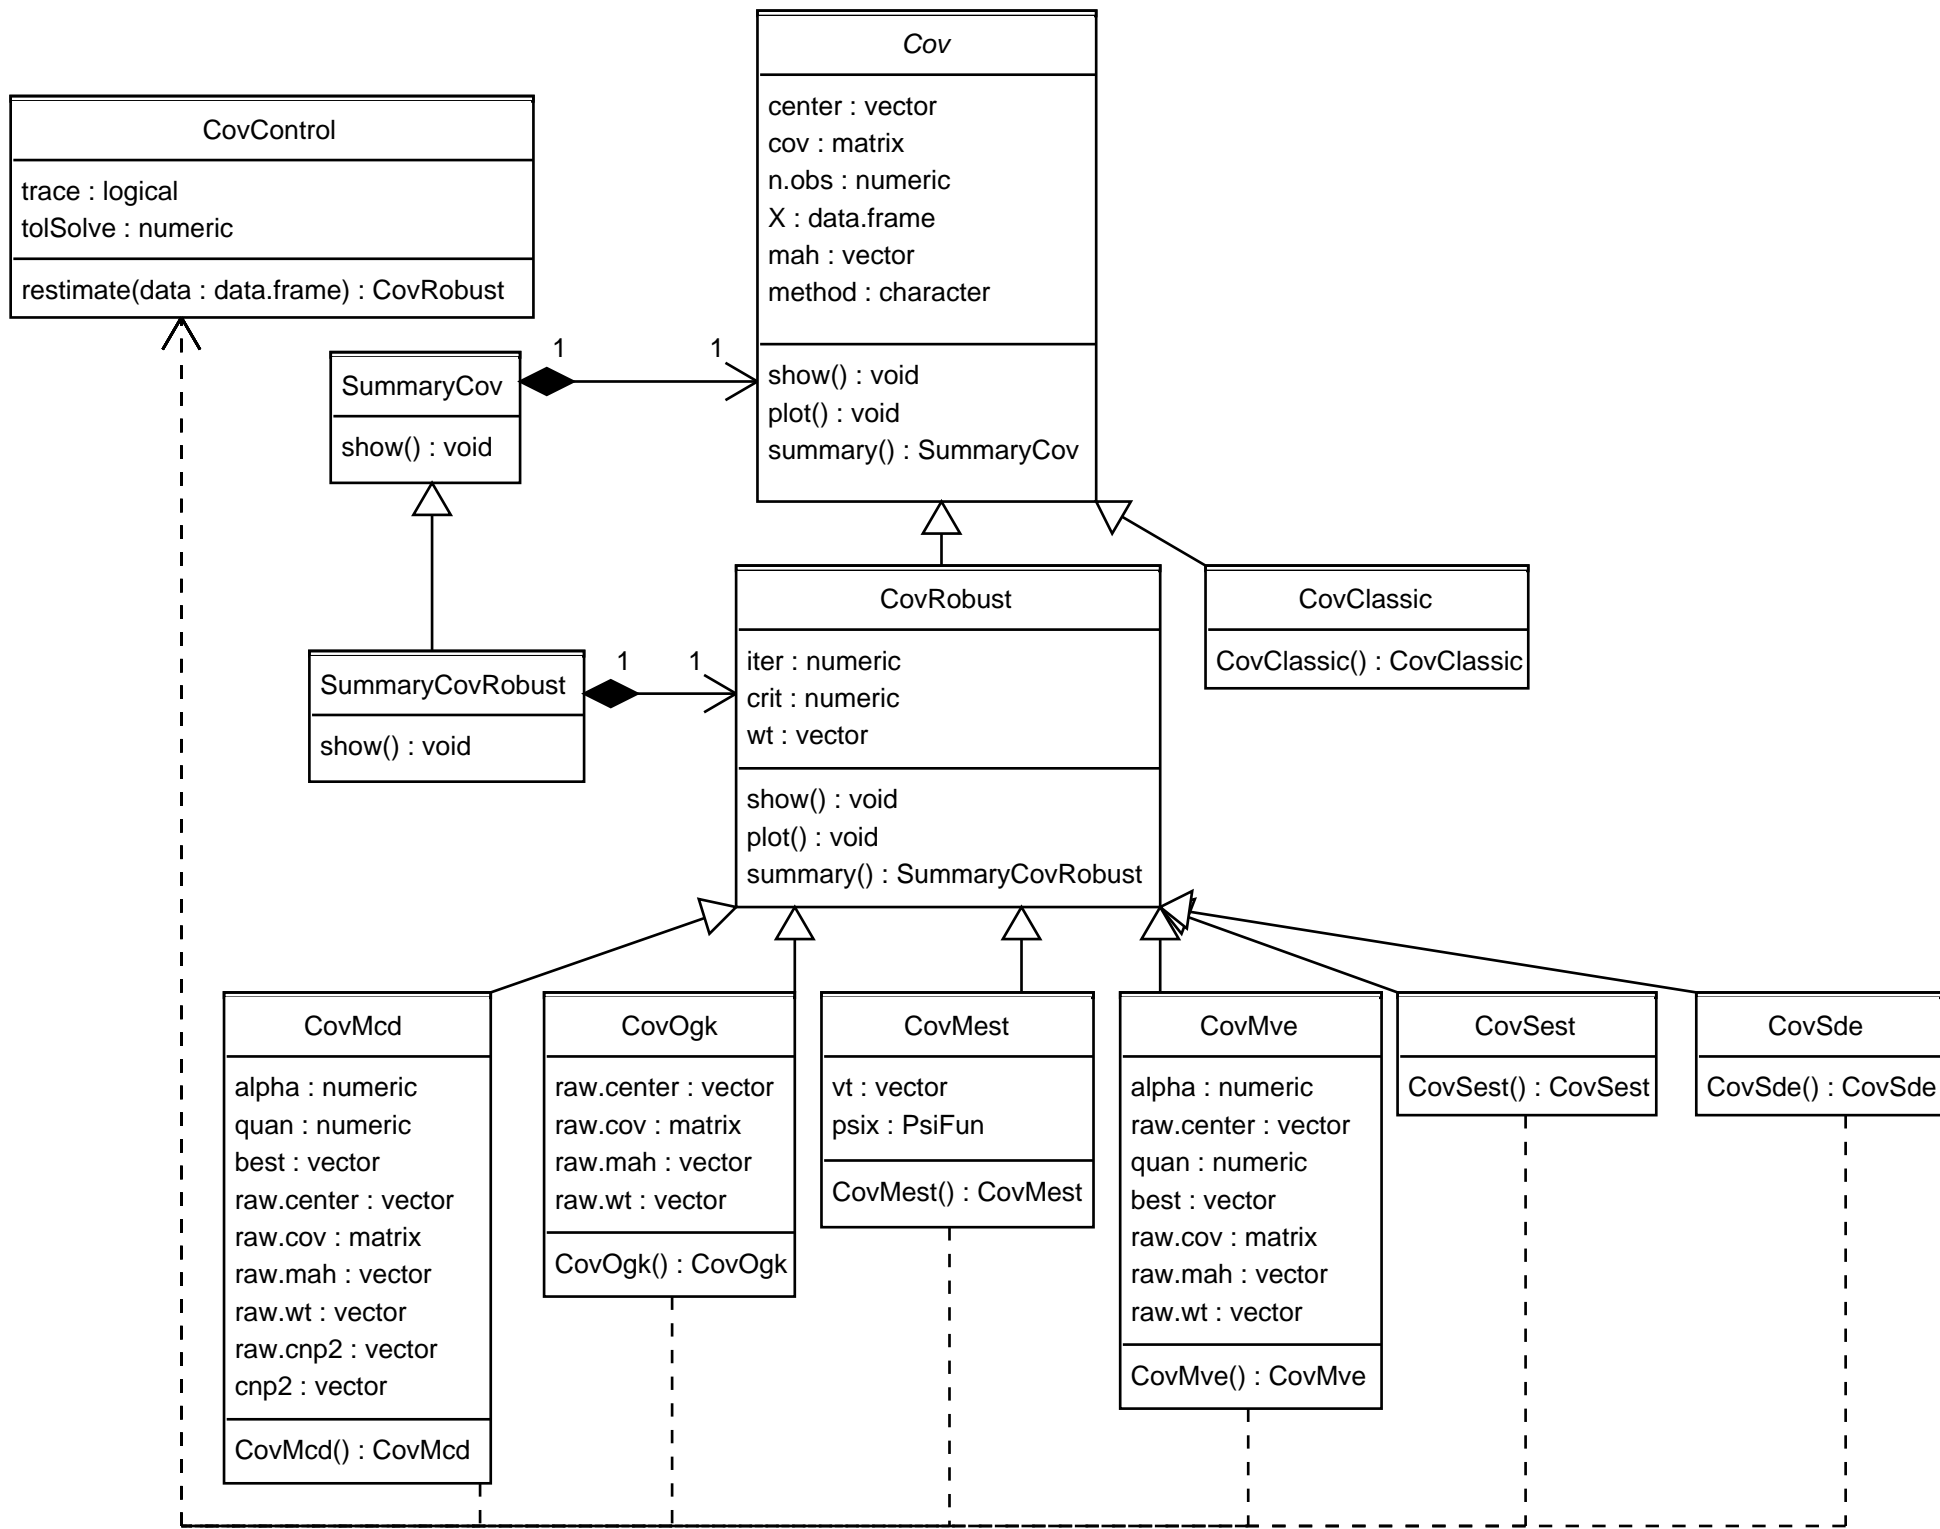 Cov
center : vector
cov : matrix
n.obs : numeric
X : data.frame
mah : vector
method : character
show() : void
plot() : void
summary() : SummaryCov
CovControl
trace : logical
tolSolve : numeric
restimate(data : data.frame) : CovRobust
1
1
SummaryCov
show() : void
CovRobust
iter : numeric
crit : numeric
wt : vector
show() : void
plot() : void
summary() : SummaryCovRobust
CovClassic
CovClassic() : CovClassic
1
1
SummaryCovRobust
show() : void
CovMcd
alpha : numeric
quan : numeric
best : vector
raw.center : vector
raw.cov : matrix
raw.mah : vector
raw.wt : vector
raw.cnp2 : vector
cnp2 : vector
CovMcd() : CovMcd
CovOgk
raw.center : vector
raw.cov : matrix
raw.mah : vector
raw.wt : vector
CovOgk() : CovOgk
CovMest
vt : vector
psix : PsiFun
CovMest() : CovMest
CovMve
alpha : numeric
raw.center : vector
quan : numeric
best : vector
raw.cov : matrix
raw.mah : vector
raw.wt : vector
CovMve() : CovMve
CovSest
CovSest() : CovSest
CovSde
CovSde() : CovSde